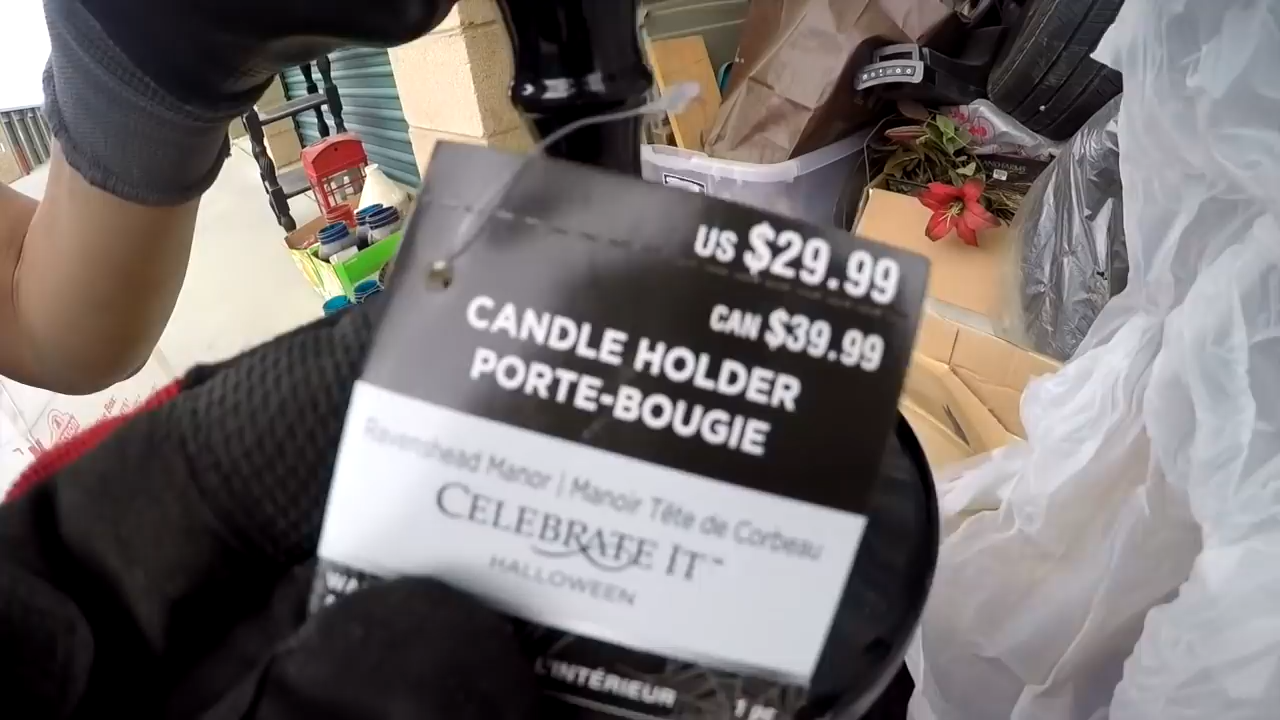 US $29.99
CAN $39.99
CANDLE HOLDER
PORTE-BOUGIE
Ravenshead Manor | Manoir Tête de Corbeau
CELEBRATE IT™
HALLOWEEN
L'INTÉRIEUR